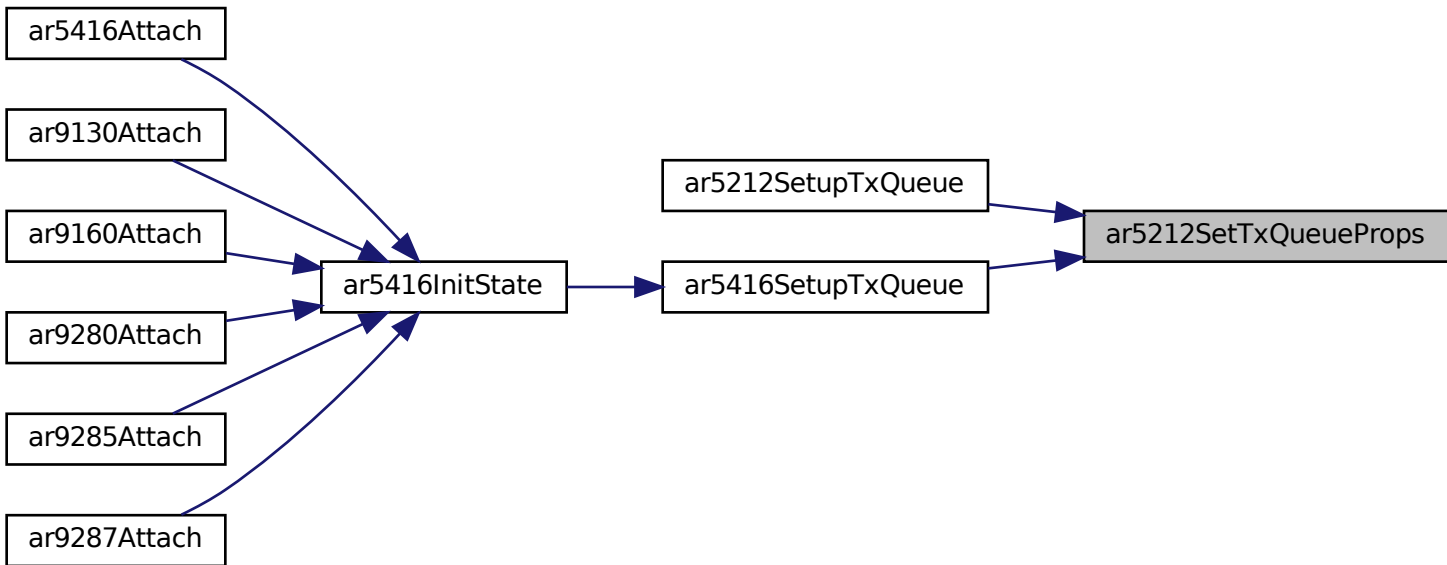 ar5416Attach
ar9130Attach
ar9160Attach
ar9280Attach
ar9285Attach
ar9287Attach
ar5416InitState
ar5212SetupTxQueue
ar5416SetupTxQueue
ar5212SetTxQueueProps